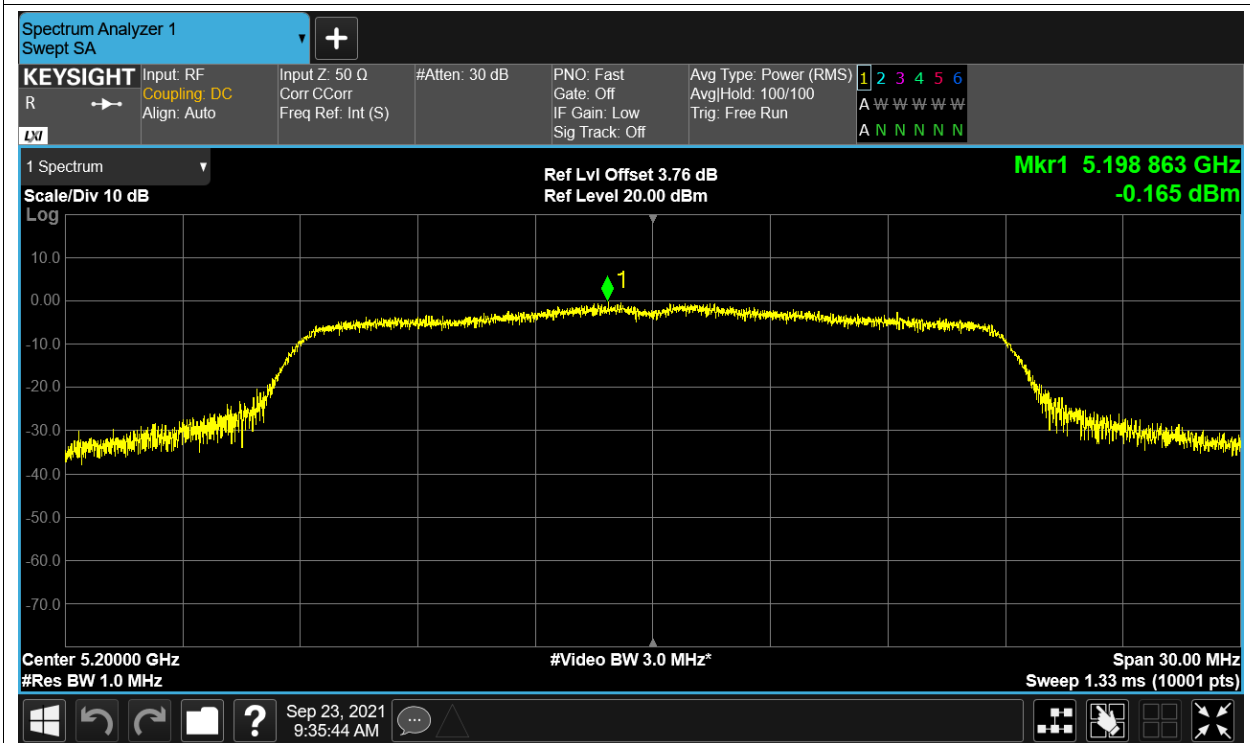 Spectrum Analyzer 1
Swept SA
KEYSIGHT
R
LXI
Input: RF
Coupling: DC
Align: Auto
Input Z: 50 Ω
Corr CCorr
Freq Ref: Int (S)
#Atten: 30 dB
PNO: Fast
Gate: Off
IF Gain: Low
Sig Track: Off
Avg Type: Power (RMS)
Avg|Hold: 100/100
Trig: Free Run
1 2 3 4 5 6
A W W W W W
A N N N N N
1 Spectrum
Scale/Div 10 dB
Ref Lvl Offset 3.76 dB
Ref Level 20.00 dBm
Mkr1 5.198 863 GHz
-0.165 dBm
Log
10.0
1
0.00
-10.0
-20.0
-30.0
-40.0
-50.0
-60.0
-70.0
Center 5.20000 GHz
#Res BW 1.0 MHz
#Video BW 3.0 MHz*
Span 30.00 MHz
Sweep 1.33 ms (10001 pts)
?
Sep 23, 2021
9:35:44 AM